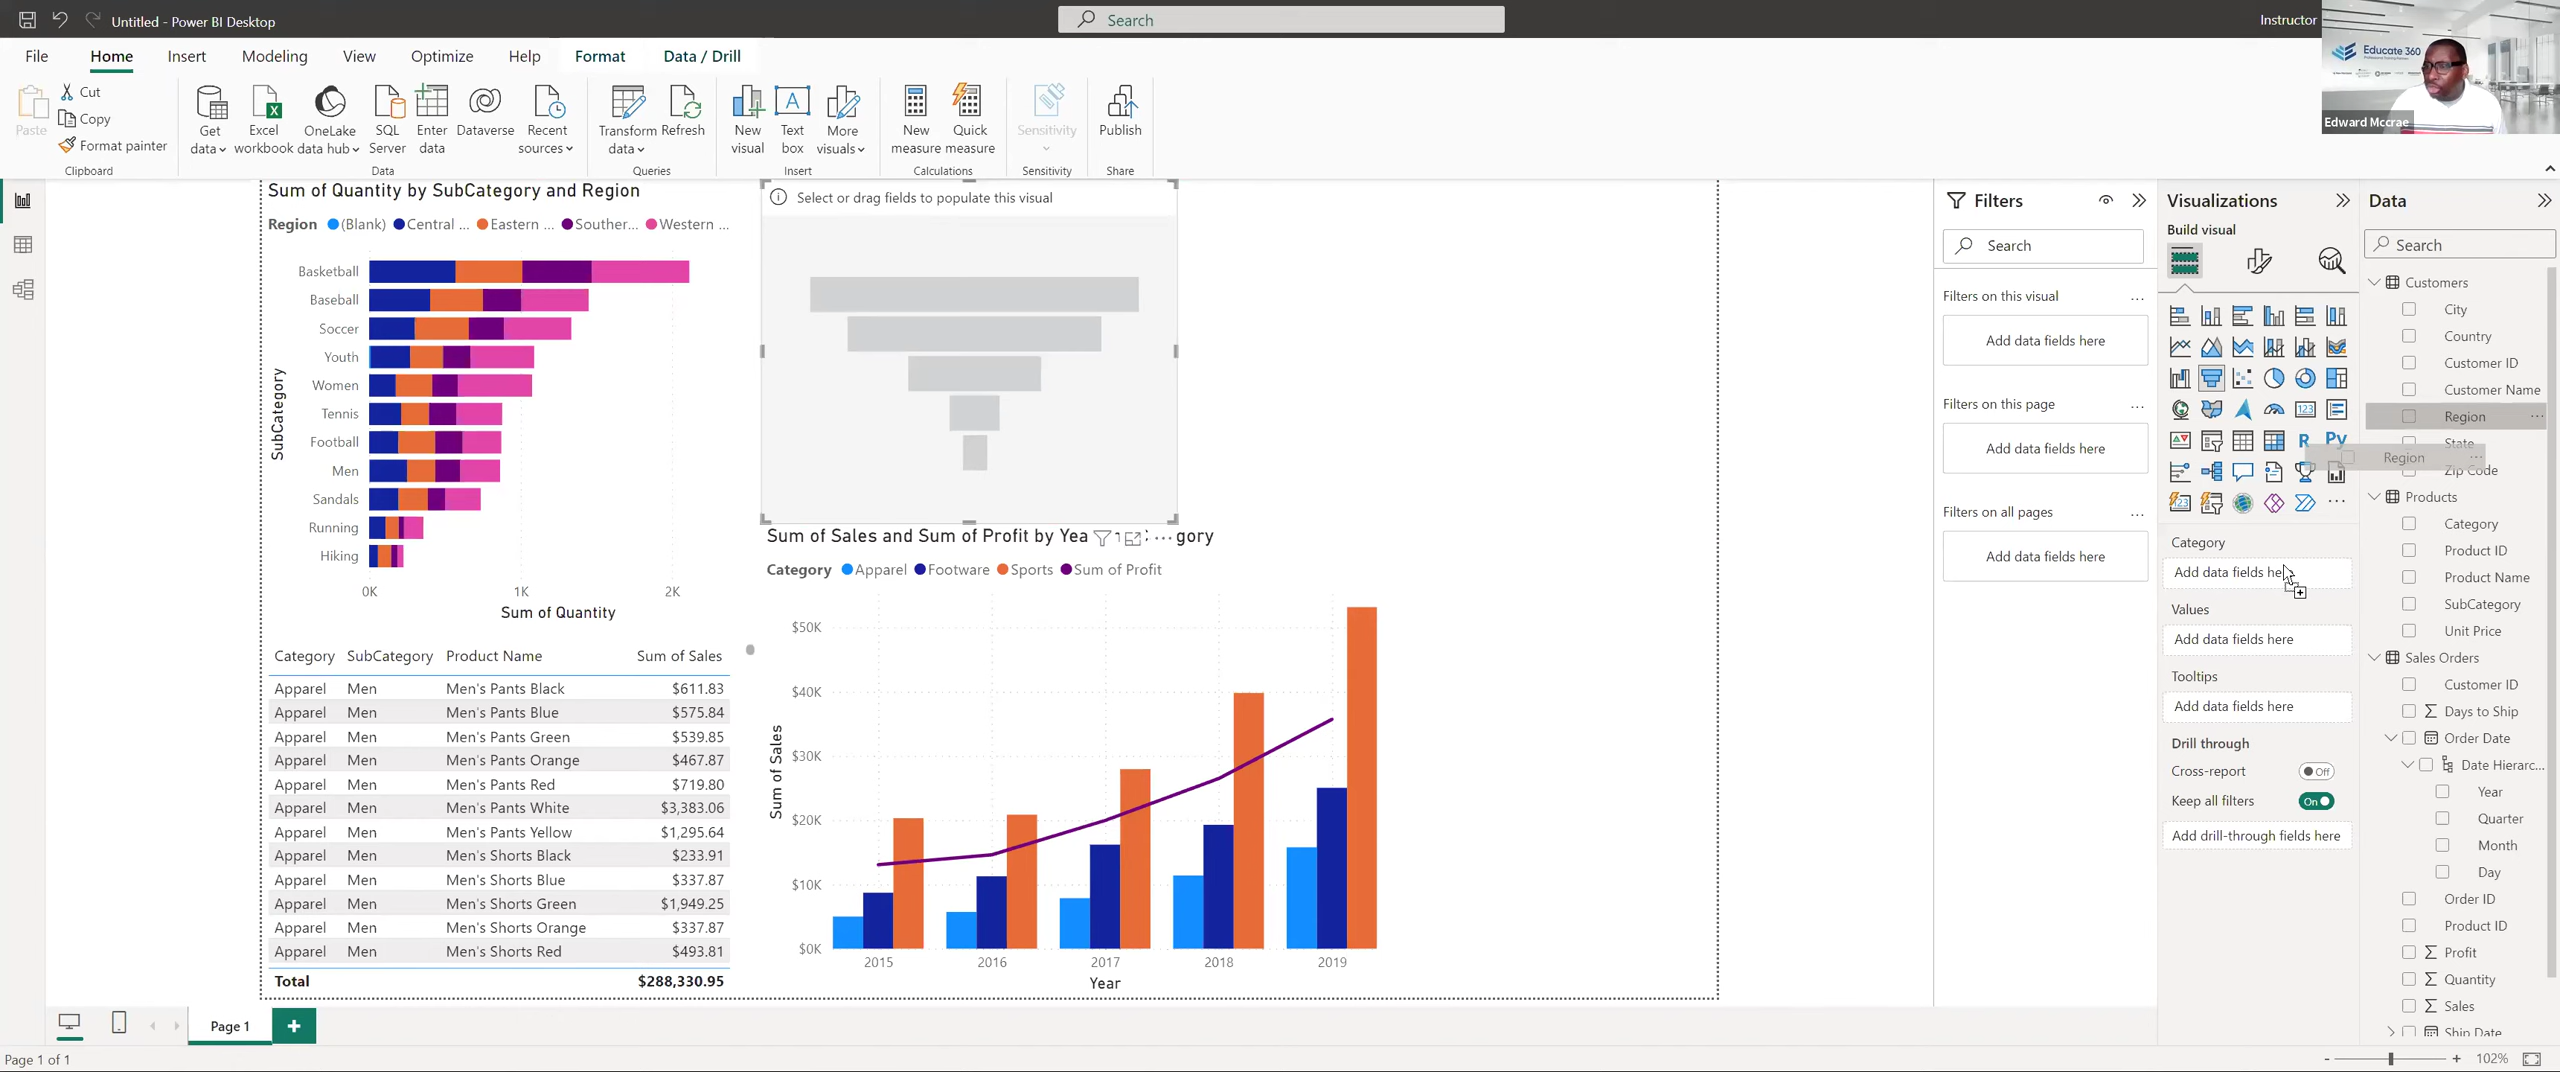 Untitled - Power BI Desktop
Search
Instructor
Educate 360
Edward Mccrae
File Home Insert Modeling View Optimize Help Format Data / Drill
Paste
Cut
Copy
Format painter
Clipboard
Get data
Excel workbook
OneLake data hub
SQL Server
Enter data
Dataverse
Recent sources
Data
Transform data
Refresh
Queries
New visual
Text box
More visuals
Insert
New measure
Quick measure
Calculations
Sensitivity
Sensitivity
Publish
Share
Sum of Quantity by SubCategory and Region
Region (Blank) Central ... Eastern ... Souther... Western ...
SubCategory
Basketball
Baseball
Soccer
Youth
Women
Tennis
Football
Men
Sandals
Running
Hiking
0K 1K 2K
Sum of Quantity
Category SubCategory Product Name Sum of Sales
Apparel Men Men's Pants Black $611.83
Apparel Men Men's Pants Blue $575.84
Apparel Men Men's Pants Green $539.85
Apparel Men Men's Pants Orange $467.87
Apparel Men Men's Pants Red $719.80
Apparel Men Men's Pants White $3,383.06
Apparel Men Men's Pants Yellow $1,295.64
Apparel Men Men's Shorts Black $233.91
Apparel Men Men's Shorts Blue $337.87
Apparel Men Men's Shorts Green $1,949.25
Apparel Men Men's Shorts Orange $337.87
Apparel Men Men's Shorts Red $493.81
Total $288,330.95
Select or drag fields to populate this visual
Sum of Sales and Sum of Profit by Yea gory
Category Apparel Footware Sports Sum of Profit
Sum of Sales
$50K
$40K
$30K
$20K
$10K
$0K
2015 2016 2017 2018 2019
Year
Filters
Search
Filters on this visual ...
Add data fields here
Filters on this page ...
Add data fields here
Filters on all pages ...
Add data fields here
Visualizations
Build visual
123
R Py
123
...
Category
Add data fields here
Values
Add data fields here
Tooltips
Add data fields here
Drill through
Cross-report Off
Keep all filters On
Add drill-through fields here
Data
Search
Customers
City
Country
Customer ID
Customer Name
Region ...
State
Region ...
Zip Code
Products
Category
Product ID
Product Name
SubCategory
Unit Price
Sales Orders
Customer ID
Days to Ship
Order Date
Date Hierarc...
Year
Quarter
Month
Day
Order ID
Product ID
Profit
Quantity
Sales
Ship Date
Page 1
Page 1 of 1
- + 102%